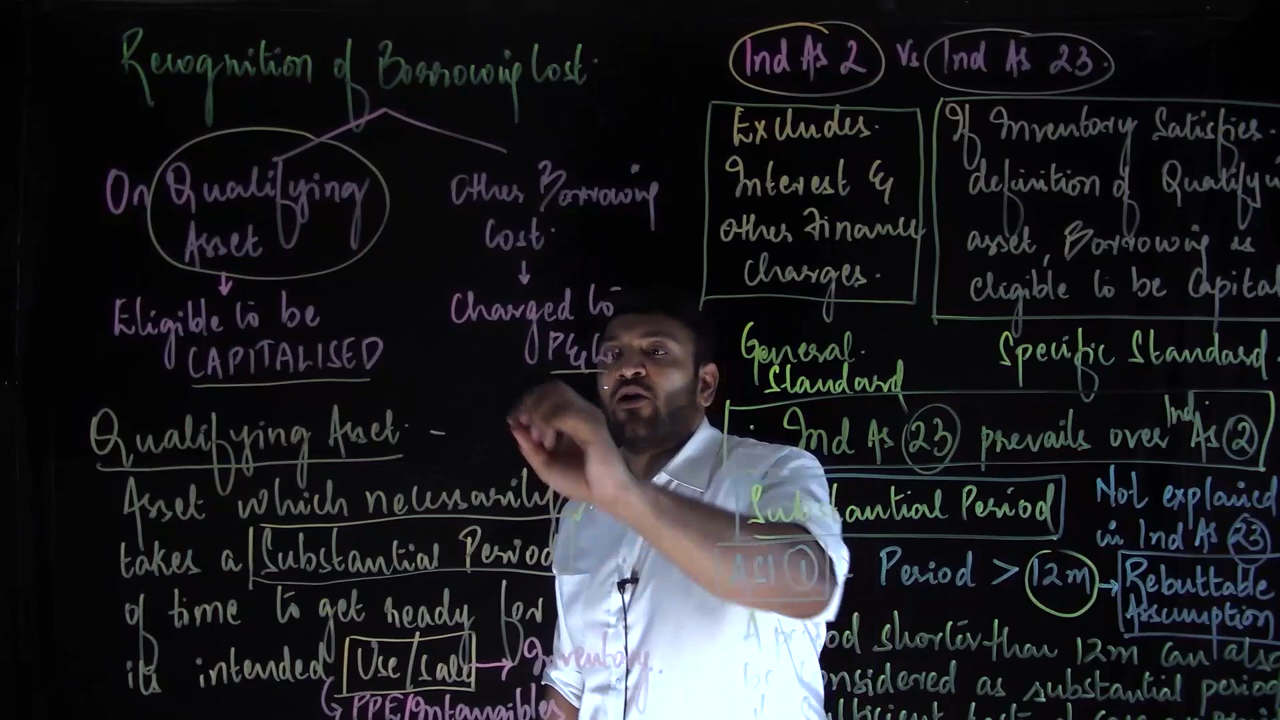 Recognition of Borrowing Cost.
On Qualifying
Asset
Eligible to be
CAPITALISED
Other Borrowing
Cost.
Charged to
P&L
Qualifying Asset. -
Asset which necessarily
takes a Substantial Period
of time to get ready for
its intended Use/Sale
Inventory.
PPE/Intangibles
Ind As 2 Vs Ind As 23.
Excludes.
Interest &
other Finance
Charges.
If Inventory Satisfies.
definition of Qualifyi
asset, Borrowing is
eligible to be Capital
General.
Standard
Specific Standard.
∴ Ind As 23 prevails over Ind As 2
Substantial Period
Not explained
in Ind As 23
AS1 1 Period > 12m
Rebuttable
Assumption
A period shorter than 12m can also
be considered as substantial period